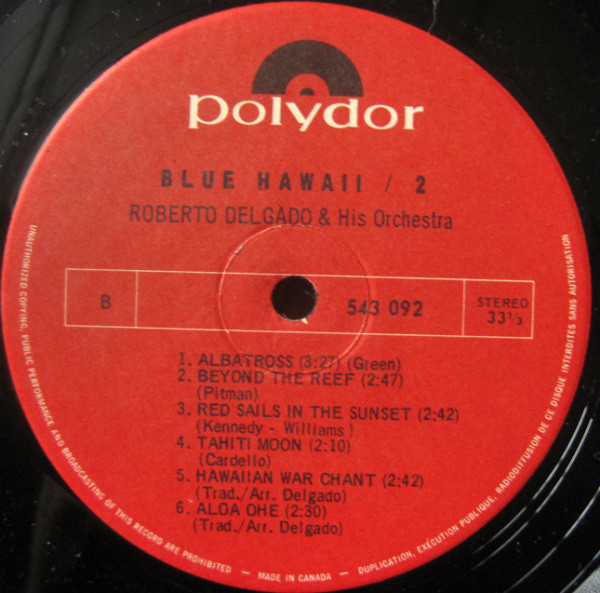 polydor
BLUE HAWAII / 2
ROBERTO DELGADO & His Orchestra
B
543 092
STEREO
33⅓
1. ALBATROSS (3:27) (Green)
2. BEYOND THE REEF (2:47)
(Pitman)
3. RED SAILS IN THE SUNSET (2:42)
(Kennedy - Williams)
4. TAHITI MOON (2:10)
(Cardello)
5. HAWAIIAN WAR CHANT (2:42)
(Trad./Arr. Delgado)
6. ALOA OHE (2:30)
(Trad./Arr. Delgado)
UNAUTHORIZED COPYING, PUBLIC PERFORMANCE AND BROADCASTING OF THIS RECORD ARE PROHIBITED — MADE IN CANADA — DUPLICATION, EXÉCUTION PUBLIQUE, RADIODIFFUSION DE CE DISQUE INTERDITES SANS AUTORISATION